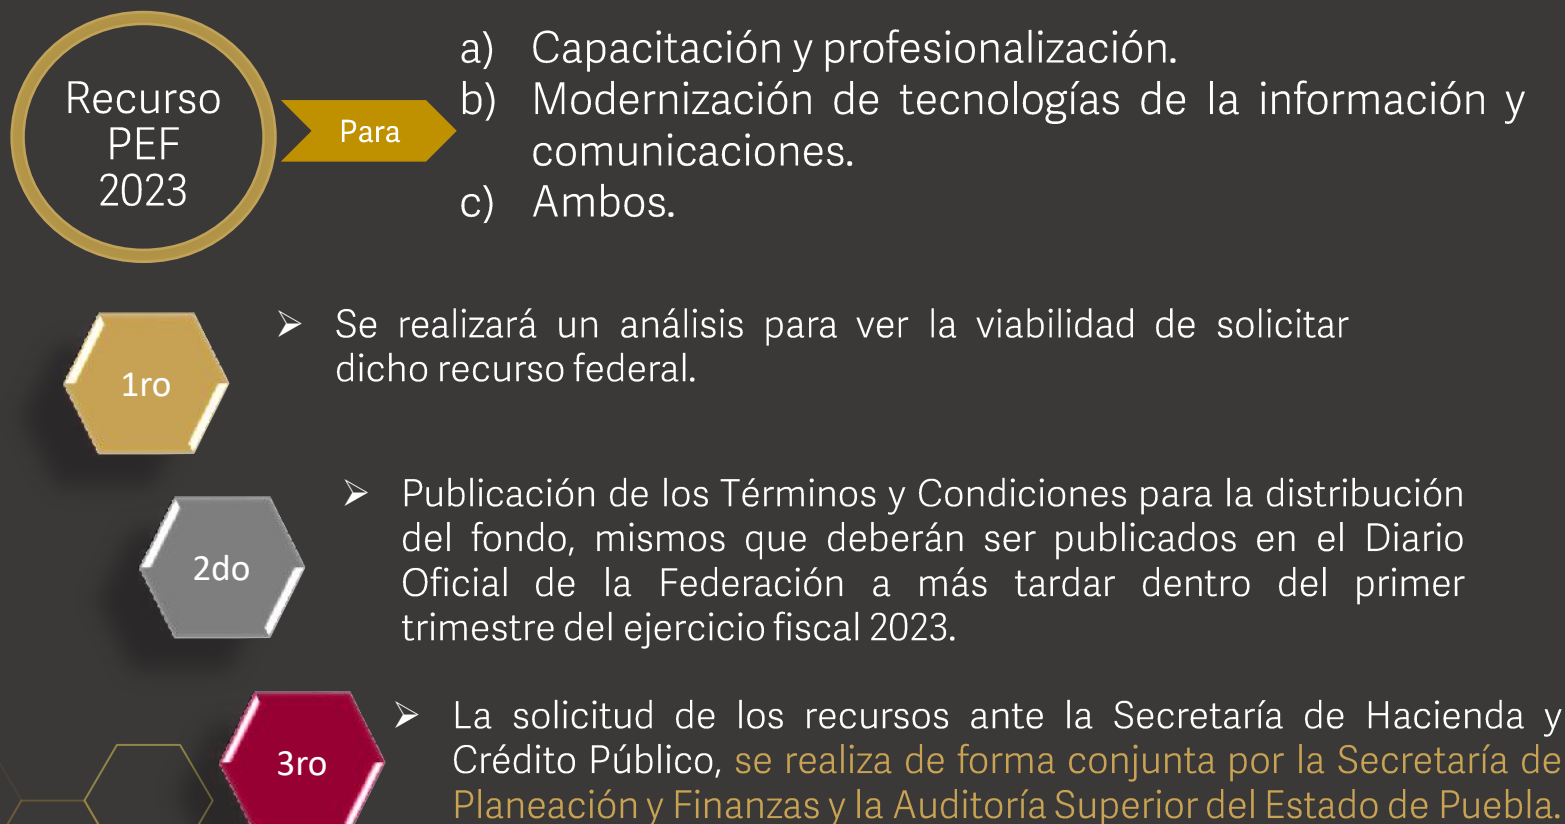 Recurso
PEF
2023
Para
a) Capacitación y profesionalización.
b) Modernización de tecnologías de la información y
comunicaciones.
c) Ambos.
1ro
➢ Se realizará un análisis para ver la viabilidad de solicitar
dicho recurso federal.
2do
➢ Publicación de los Términos y Condiciones para la distribución
del fondo, mismos que deberán ser publicados en el Diario
Oficial de la Federación a más tardar dentro del primer
trimestre del ejercicio fiscal 2023.
3ro
➢ La solicitud de los recursos ante la Secretaría de Hacienda y
Crédito Público, se realiza de forma conjunta por la Secretaría de
Planeación y Finanzas y la Auditoría Superior del Estado de Puebla.